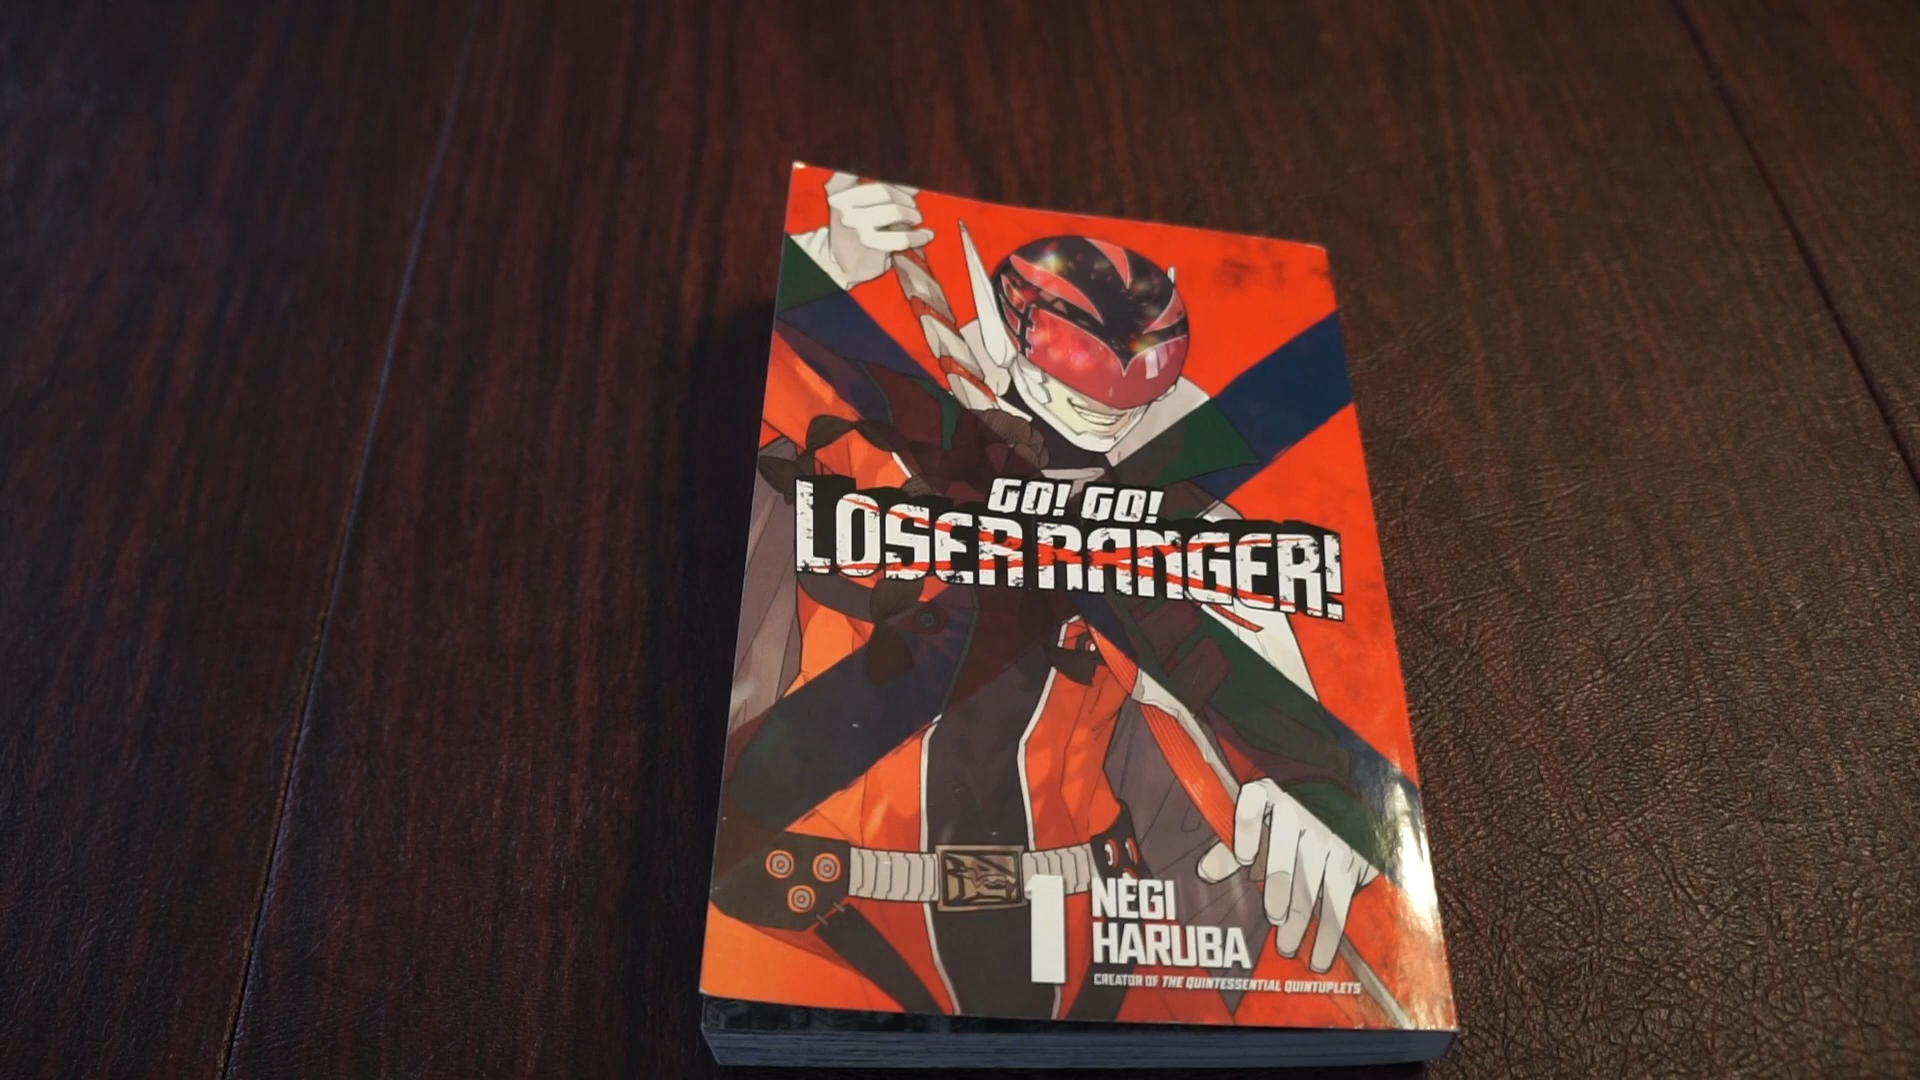 GO! GO!
LOSER RANGER!
1
NEGI
HARUBA
CREATOR OF THE QUINTESSENTIAL QUINTUPLETS